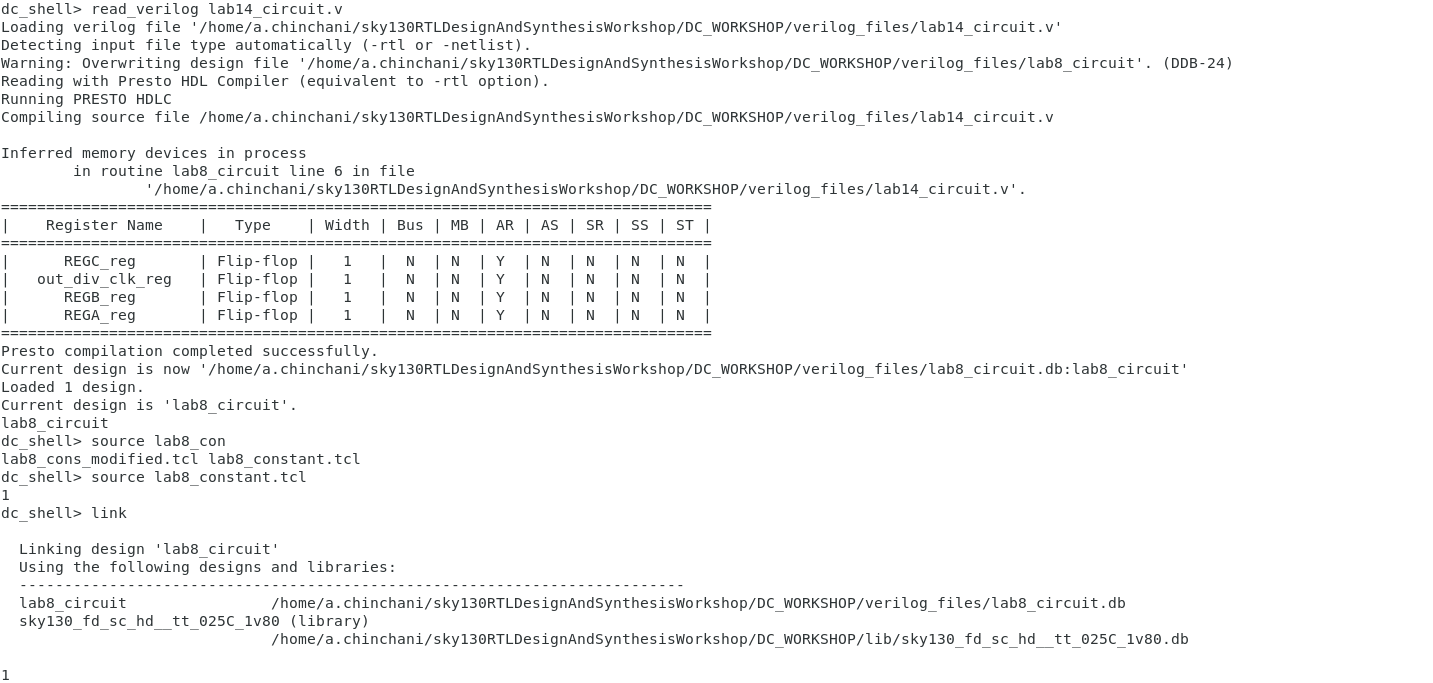 dc_shell> read_verilog lab14_circuit.v
Loading verilog file '/home/a.chinchani/sky130RTLDesignAndSynthesisWorkshop/DC_WORKSHOP/verilog_files/lab14_circuit.v'
Detecting input file type automatically (-rtl or -netlist).
Warning: Overwriting design file '/home/a.chinchani/sky130RTLDesignAndSynthesisWorkshop/DC_WORKSHOP/verilog_files/lab8_circuit'. (DDB-24)
Reading with Presto HDL Compiler (equivalent to -rtl option).
Running PRESTO HDLC
Compiling source file /home/a.chinchani/sky130RTLDesignAndSynthesisWorkshop/DC_WORKSHOP/verilog_files/lab14_circuit.v

Inferred memory devices in process
        in routine lab8_circuit line 6 in file
                '/home/a.chinchani/sky130RTLDesignAndSynthesisWorkshop/DC_WORKSHOP/verilog_files/lab14_circuit.v'.
===============================================================================
|    Register Name    |   Type    | Width | Bus | MB | AR | AS | SR | SS | ST |
===============================================================================
|      REGC_reg       | Flip-flop |   1   |  N  | N  | Y  | N  | N  | N  | N  |
|   out_div_clk_reg   | Flip-flop |   1   |  N  | N  | Y  | N  | N  | N  | N  |
|      REGB_reg       | Flip-flop |   1   |  N  | N  | Y  | N  | N  | N  | N  |
|      REGA_reg       | Flip-flop |   1   |  N  | N  | Y  | N  | N  | N  | N  |
===============================================================================
Presto compilation completed successfully.
Current design is now '/home/a.chinchani/sky130RTLDesignAndSynthesisWorkshop/DC_WORKSHOP/verilog_files/lab8_circuit.db:lab8_circuit'
Loaded 1 design.
Current design is 'lab8_circuit'.
lab8_circuit
dc_shell> source lab8_con
lab8_cons_modified.tcl lab8_constant.tcl
dc_shell> source lab8_constant.tcl
1
dc_shell> link

  Linking design 'lab8_circuit'
  Using the following designs and libraries:
  --------------------------------------------------------------------------
  lab8_circuit                /home/a.chinchani/sky130RTLDesignAndSynthesisWorkshop/DC_WORKSHOP/verilog_files/lab8_circuit.db
  sky130_fd_sc_hd__tt_025C_1v80 (library)
                              /home/a.chinchani/sky130RTLDesignAndSynthesisWorkshop/DC_WORKSHOP/lib/sky130_fd_sc_hd__tt_025C_1v80.db

1